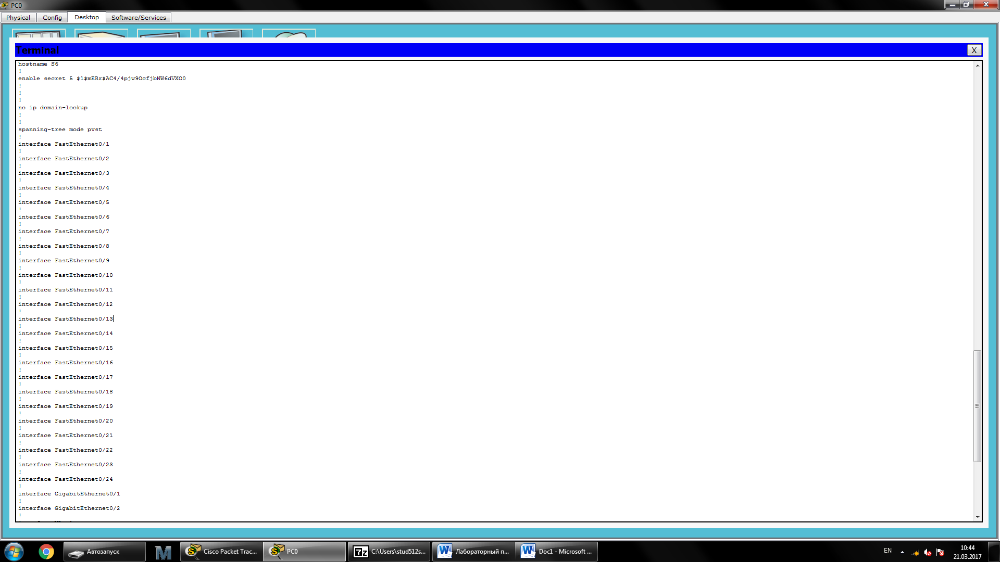 PC0
Physical Config Desktop Software/Services
Terminal
X
hostname S6
!
enable secret 5 $1$mERr$AC4/4pjw9OcfjbNW6dVXO0
!
!
!
no ip domain-lookup
!
!
spanning-tree mode pvst
!
interface FastEthernet0/1
!
interface FastEthernet0/2
!
interface FastEthernet0/3
!
interface FastEthernet0/4
!
interface FastEthernet0/5
!
interface FastEthernet0/6
!
interface FastEthernet0/7
!
interface FastEthernet0/8
!
interface FastEthernet0/9
!
interface FastEthernet0/10
!
interface FastEthernet0/11
!
interface FastEthernet0/12
!
interface FastEthernet0/13
!
interface FastEthernet0/14
!
interface FastEthernet0/15
!
interface FastEthernet0/16
!
interface FastEthernet0/17
!
interface FastEthernet0/18
!
interface FastEthernet0/19
!
interface FastEthernet0/20
!
interface FastEthernet0/21
!
interface FastEthernet0/22
!
interface FastEthernet0/23
!
interface FastEthernet0/24
!
interface GigabitEthernet0/1
!
interface GigabitEthernet0/2
!
Автозапуск
M
Cisco Packet Trac...
PC0
7z
C:\Users\stud512s...
Лабораторный п...
Doc1 - Microsoft ...
EN
10:44
21.03.2017